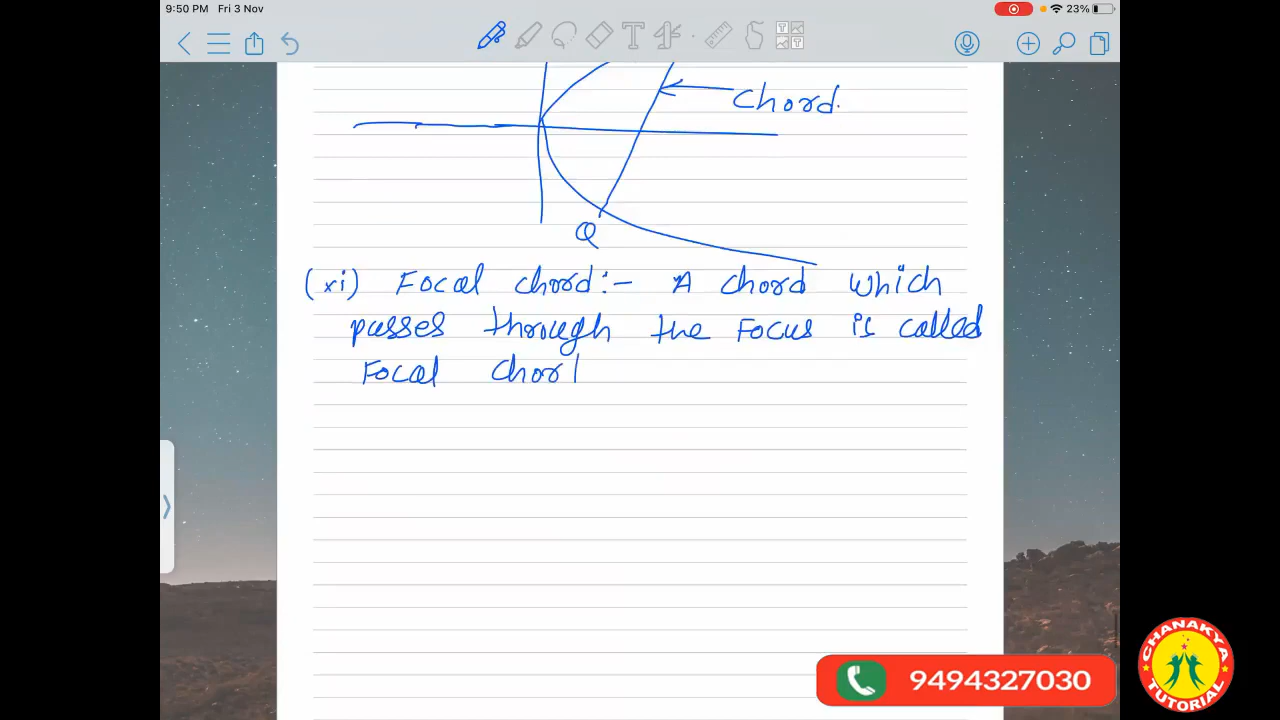 9:50 PM Fri 3 Nov
23%
Chord.
Q
(xi) Focal chord:- A chord which
passes through the Focus is called
Focal Chorl
9494327030
CHANAKYA
TUTORIAL